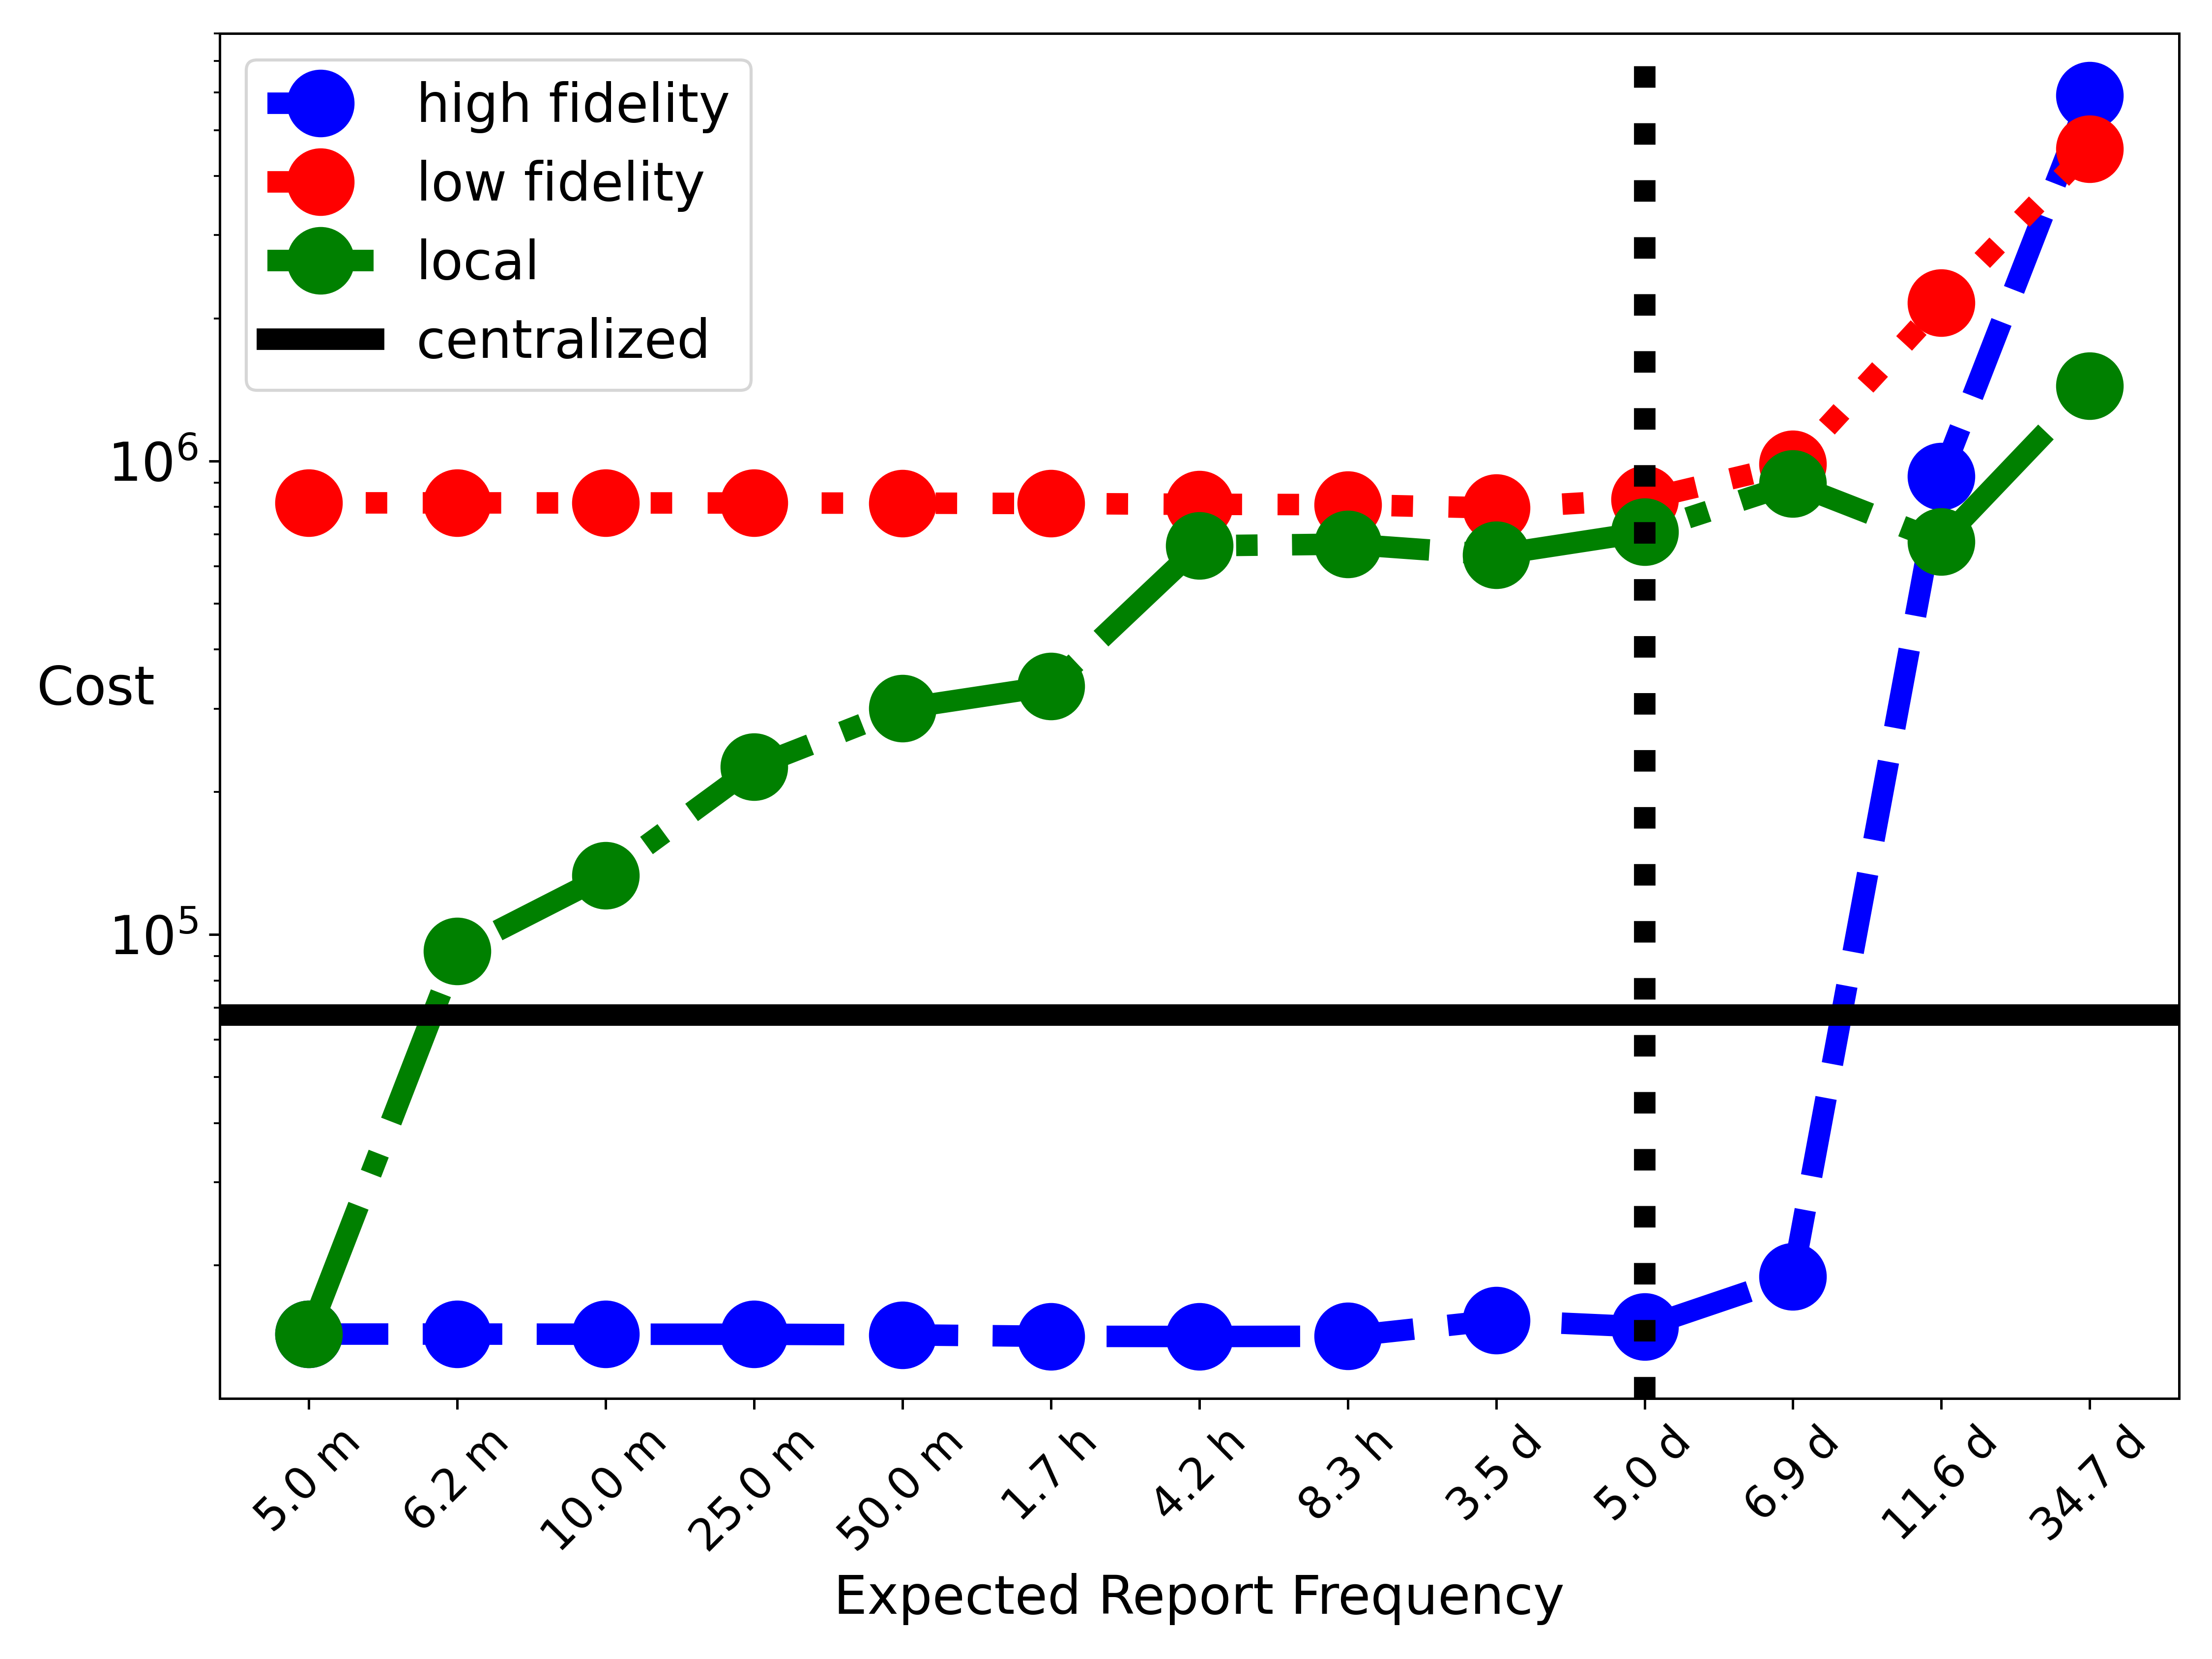 high fidelity
low fidelity
local
centralized
10^6
10^5
Cost
5.0 m
6.2 m
10.0 m
25.0 m
50.0 m
1.7 h
4.2 h
8.3 h
3.5 d
5.0 d
6.9 d
11.6 d
34.7 d
Expected Report Frequency